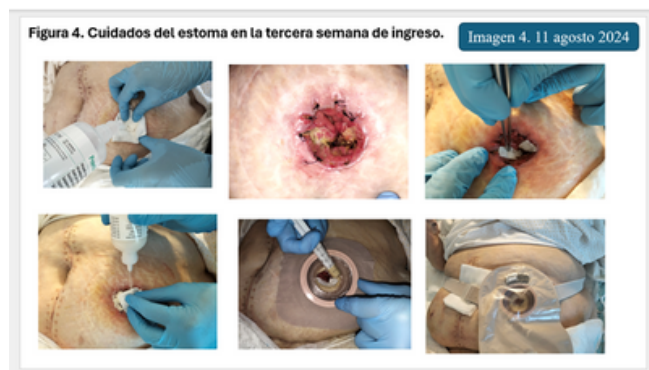 Figura 4. Cuidados del estoma en la tercera semana de ingreso.
Imagen 4. 11 agosto 2024